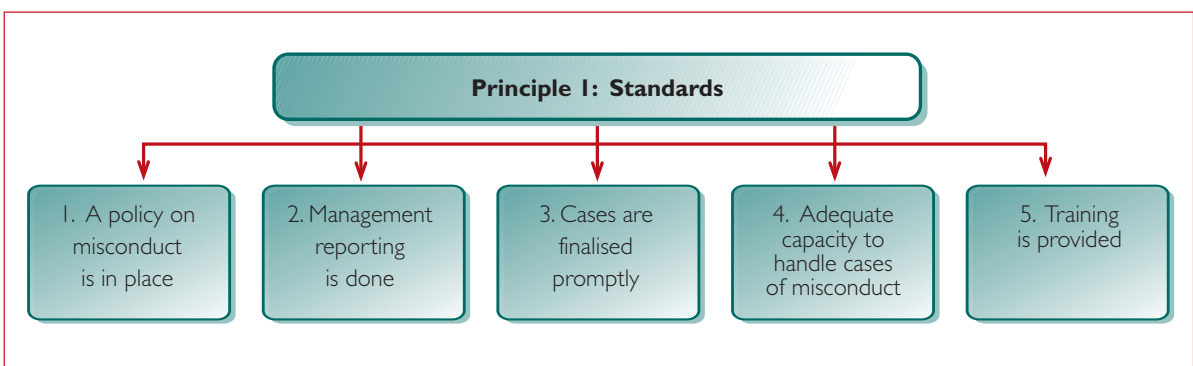 Principle 1: Standards
1. A policy on
misconduct
is in place
2. Management
reporting
is done
3. Cases are
finalised
promptly
4. Adequate
capacity to
handle cases
of misconduct
5. Training
is provided